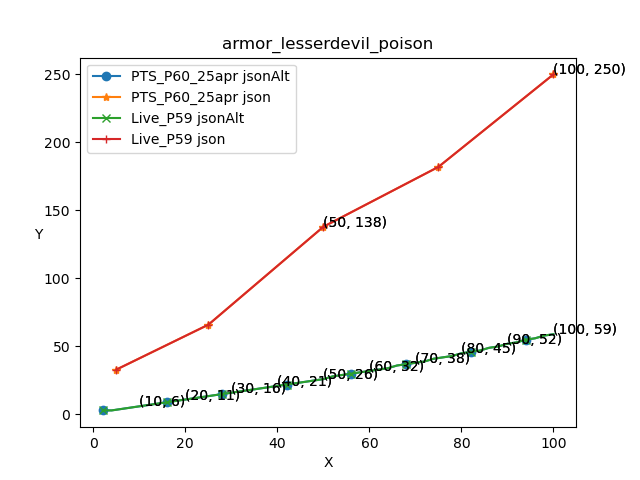 armor_lesserdevil_poison
PTS_P60_25apr jsonAlt
PTS_P60_25apr json
Live_P59 jsonAlt
Live_P59 json
(100, 250)
(50, 138)
(100, 59)
(90, 52)
(80, 45)
(70, 38)
(60, 32)
(50, 26)
(40, 21)
(30, 16)
(20, 11)
(10, 6)
250
200
150
100
50
0
Y
0 20 40 60 80 100
X